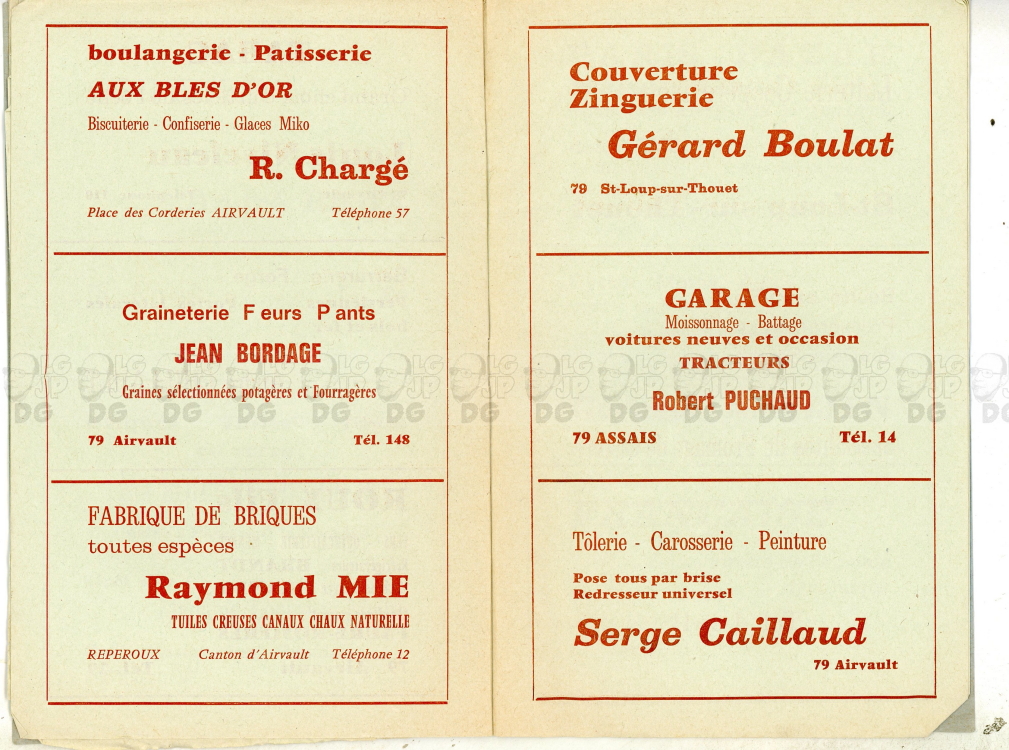 boulangerie - Patisserie
AUX BLES D'OR
Biscuiterie - Confiserie - Glaces Miko
R. Chargé
Place des Corderies AIRVAULT Téléphone 57
Graineterie F eurs P ants
JEAN BORDAGE
Graines sélectionnées potagères et Fourragères
79 Airvault Tél. 148
FABRIQUE DE BRIQUES
toutes espèces
Raymond MIE
TUILES CREUSES CANAUX CHAUX NATURELLE
REPEROUX Canton d'Airvault Téléphone 12
Couverture
Zinguerie
Gérard Boulat
79 St-Loup-sur-Thouet
GARAGE
Moissonnage - Battage
voitures neuves et occasion
TRACTEURS
Robert PUCHAUD
79 ASSAIS Tél. 14
Tôlerie - Carosserie - Peinture
Pose tous par brise
Redresseur universel
Serge Caillaud
79 Airvault